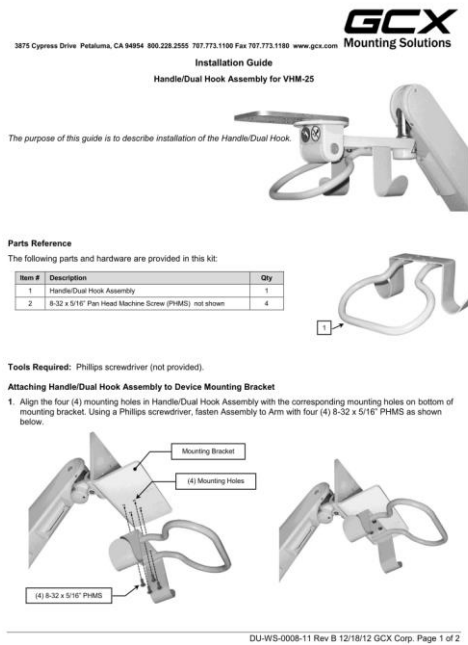 GCX
Mounting Solutions
3875 Cypress Drive Petaluma, CA 94954 800.228.2555 707.773.1100 Fax 707.773.1180 www.gcx.com
Installation Guide
Handle/Dual Hook Assembly for VHM-25
The purpose of this guide is to describe installation of the Handle/Dual Hook.
Parts Reference
The following parts and hardware are provided in this kit:
Item # Description Qty
1 Handle/Dual Hook Assembly 1
2 8-32 x 5/16" Pan Head Machine Screw (PHMS) not shown 4
1
Tools Required: Phillips screwdriver (not provided).
Attaching Handle/Dual Hook Assembly to Device Mounting Bracket
1. Align the four (4) mounting holes in Handle/Dual Hook Assembly with the corresponding mounting holes on bottom of
mounting bracket. Using a Phillips screwdriver, fasten Assembly to Arm with four (4) 8-32 x 5/16" PHMS as shown
below.
Mounting Bracket
(4) Mounting Holes
(4) 8-32 x 5/16" PHMS
DU-WS-0008-11 Rev B 12/18/12 GCX Corp. Page 1 of 2